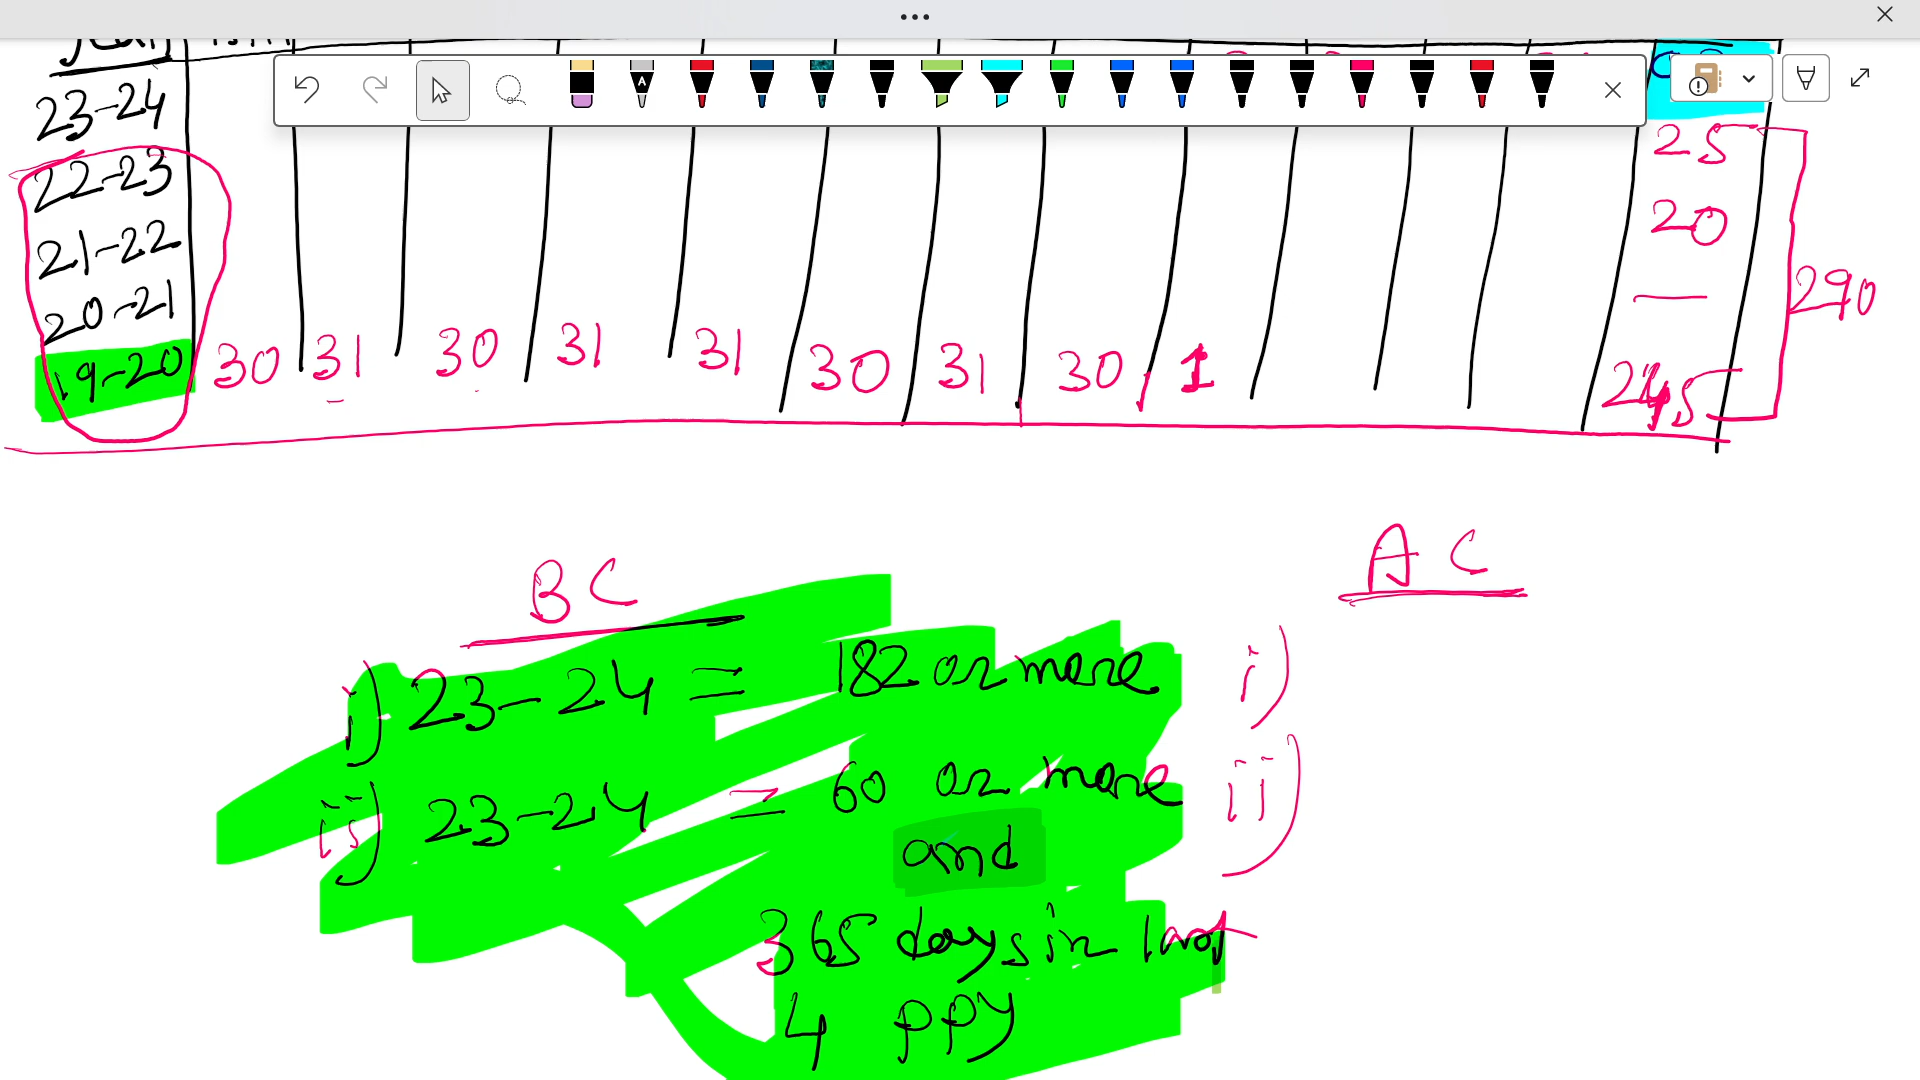 23-24
22-23 25
21-22 20
20-21 — 290
19-20 30 31 30 31 31 30 31 30 1 245
BC AC
i) 23-24 = 182 or more i)
ii) 23-24 = 60 or more ii)
and
365 days in last
4 PPY